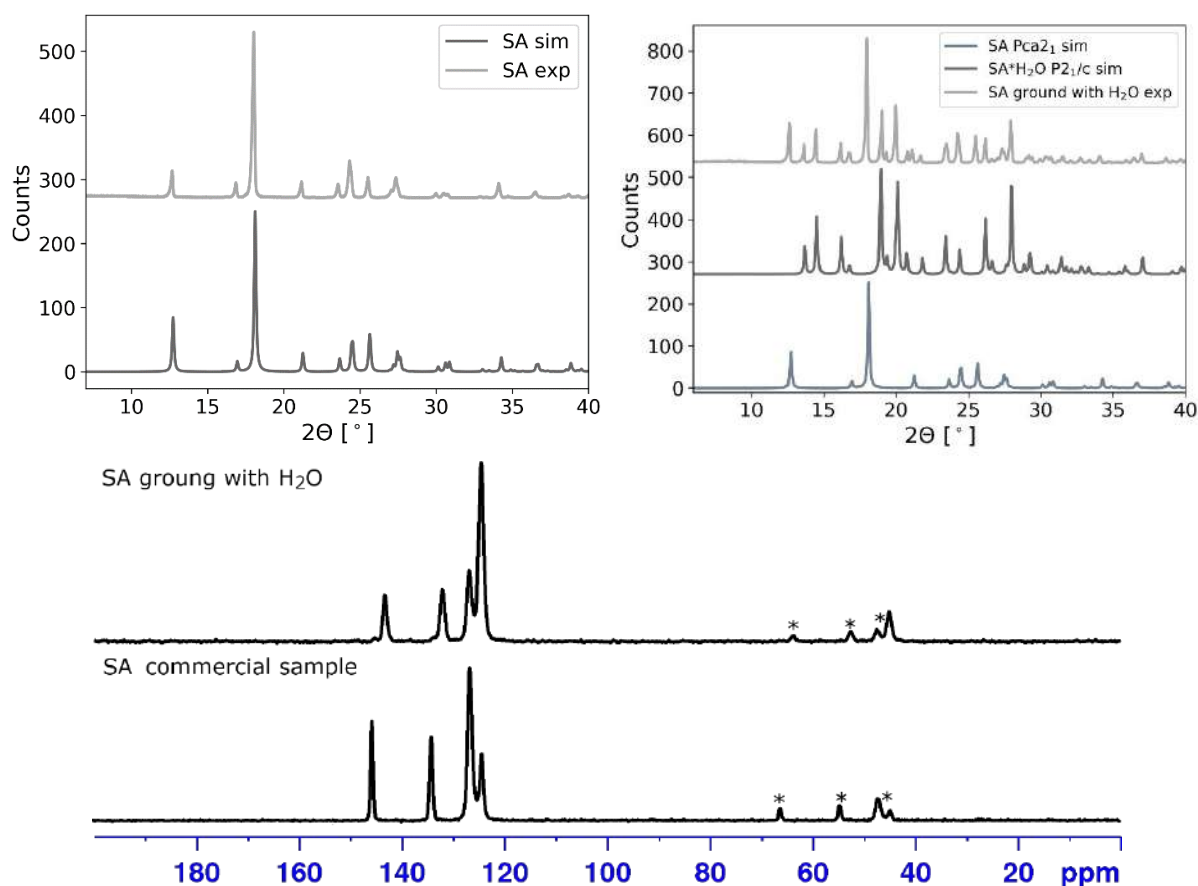 SA sim
SA exp
500
400
300
200
100
0
Counts
10 15 20 25 30 35 40
2Θ [°]
SA Pca2₁ sim
SA*H₂O P2₁/c sim
SA ground with H₂O exp
800
700
600
500
400
300
200
100
0
Counts
10 15 20 25 30 35 40
2Θ [°]
SA groung with H₂O
* * *
SA commercial sample
* * *
180 160 140 120 100 80 60 40 20 ppm